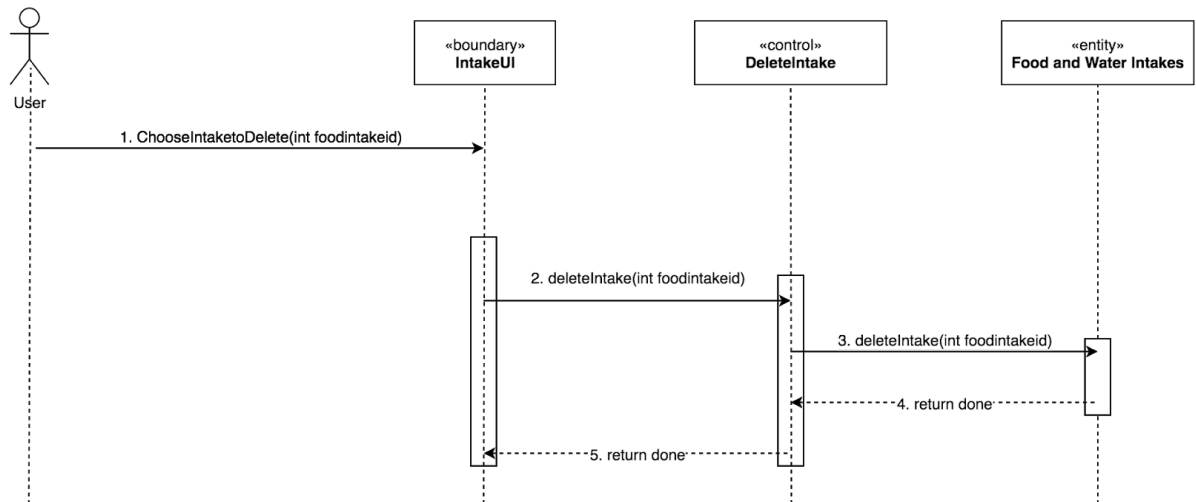 «boundary»
IntakeUI
«control»
DeleteIntake
«entity»
Food and Water Intakes
User
1. ChooseIntaketoDelete(int foodintakeid)
2. deleteIntake(int foodintakeid)
3. deleteIntake(int foodintakeid)
4. return done
5. return done